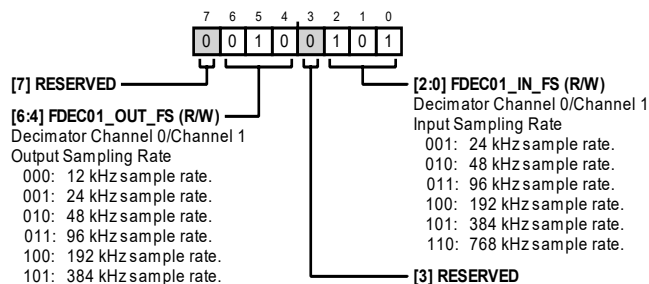 7 6 5 4 3 2 1 0
0 0 1 0 0 1 0 1
[7] RESERVED
[6:4] FDEC01_OUT_FS (R/W)
Decimator Channel 0/Channel 1
Output Sampling Rate
000: 12 kHz sample rate.
001: 24 kHz sample rate.
010: 48 kHz sample rate.
011: 96 kHz sample rate.
100: 192 kHz sample rate.
101: 384 kHz sample rate.
[2:0] FDEC01_IN_FS (R/W)
Decimator Channel 0/Channel 1
Input Sampling Rate
001: 24 kHz sample rate.
010: 48 kHz sample rate.
011: 96 kHz sample rate.
100: 192 kHz sample rate.
101: 384 kHz sample rate.
110: 768 kHz sample rate.
[3] RESERVED